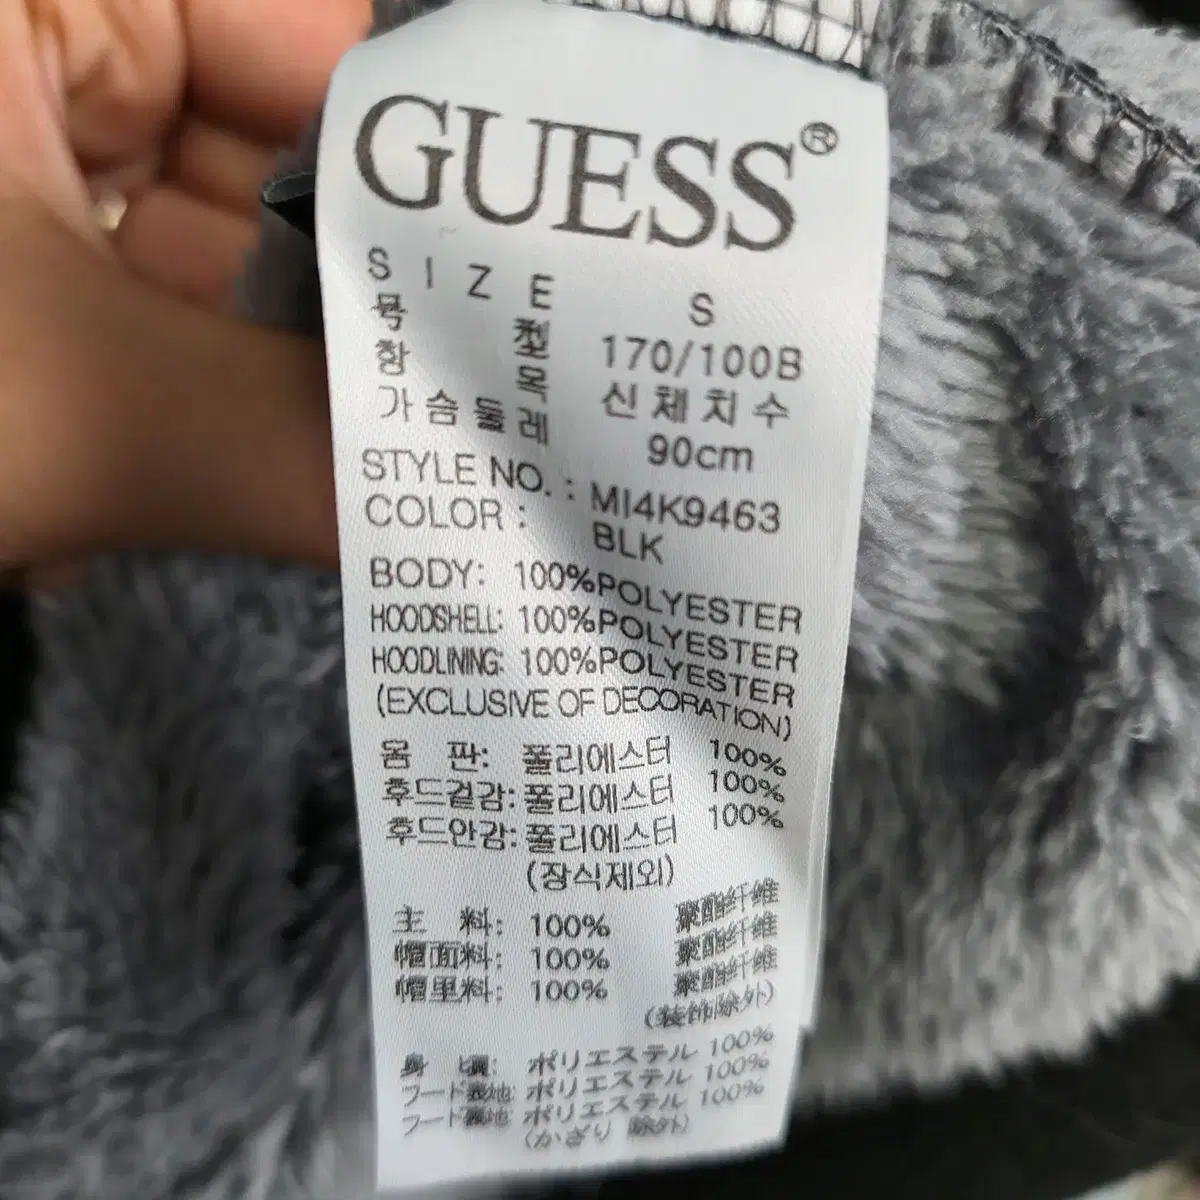 GUESS®
SIZE S
号 型 170/100B
항 목 신체치수
가슴둘레 90cm
STYLE NO. : MI4K9463
COLOR : BLK
BODY: 100%POLYESTER
HOODSHELL: 100%POLYESTER
HOODLINING: 100%POLYESTER
(EXCLUSIVE OF DECORATION)
몸 판: 폴리에스터 100%
후드겉감: 폴리에스터 100%
후드안감: 폴리에스터 100%
(장식제외)
主 料: 100% 聚酯纤维
帽面料: 100% 聚酯纤维
帽里料: 100% 聚酯纤维
(装饰除外)
身 頃: ポリエステル 100%
フード表地: ポリエステル 100%
フード裏地: ポリエステル 100%
(かざり 除外)